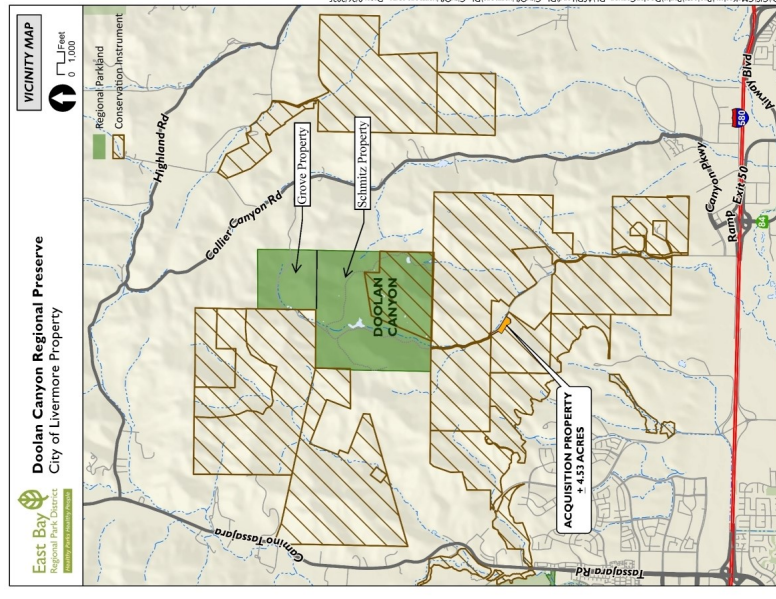 East Bay
Regional Park District
Healthy Parks Healthy People
Doolan Canyon Regional Preserve
City of Livermore Property
VICINITY MAP
Feet
0 1,000
Regional Parkland
Conservation Instrument
Highland Rd
Collier Canyon Rd
Grove Property
Schmitz Property
DOOLAN
CANYON
Camino Tassajara
ACQUISITION PROPERTY
± 4.53 ACRES
Tassajara Rd
Canyon Pkwy
Ramp
Exit 50
84
580
Airway Blvd